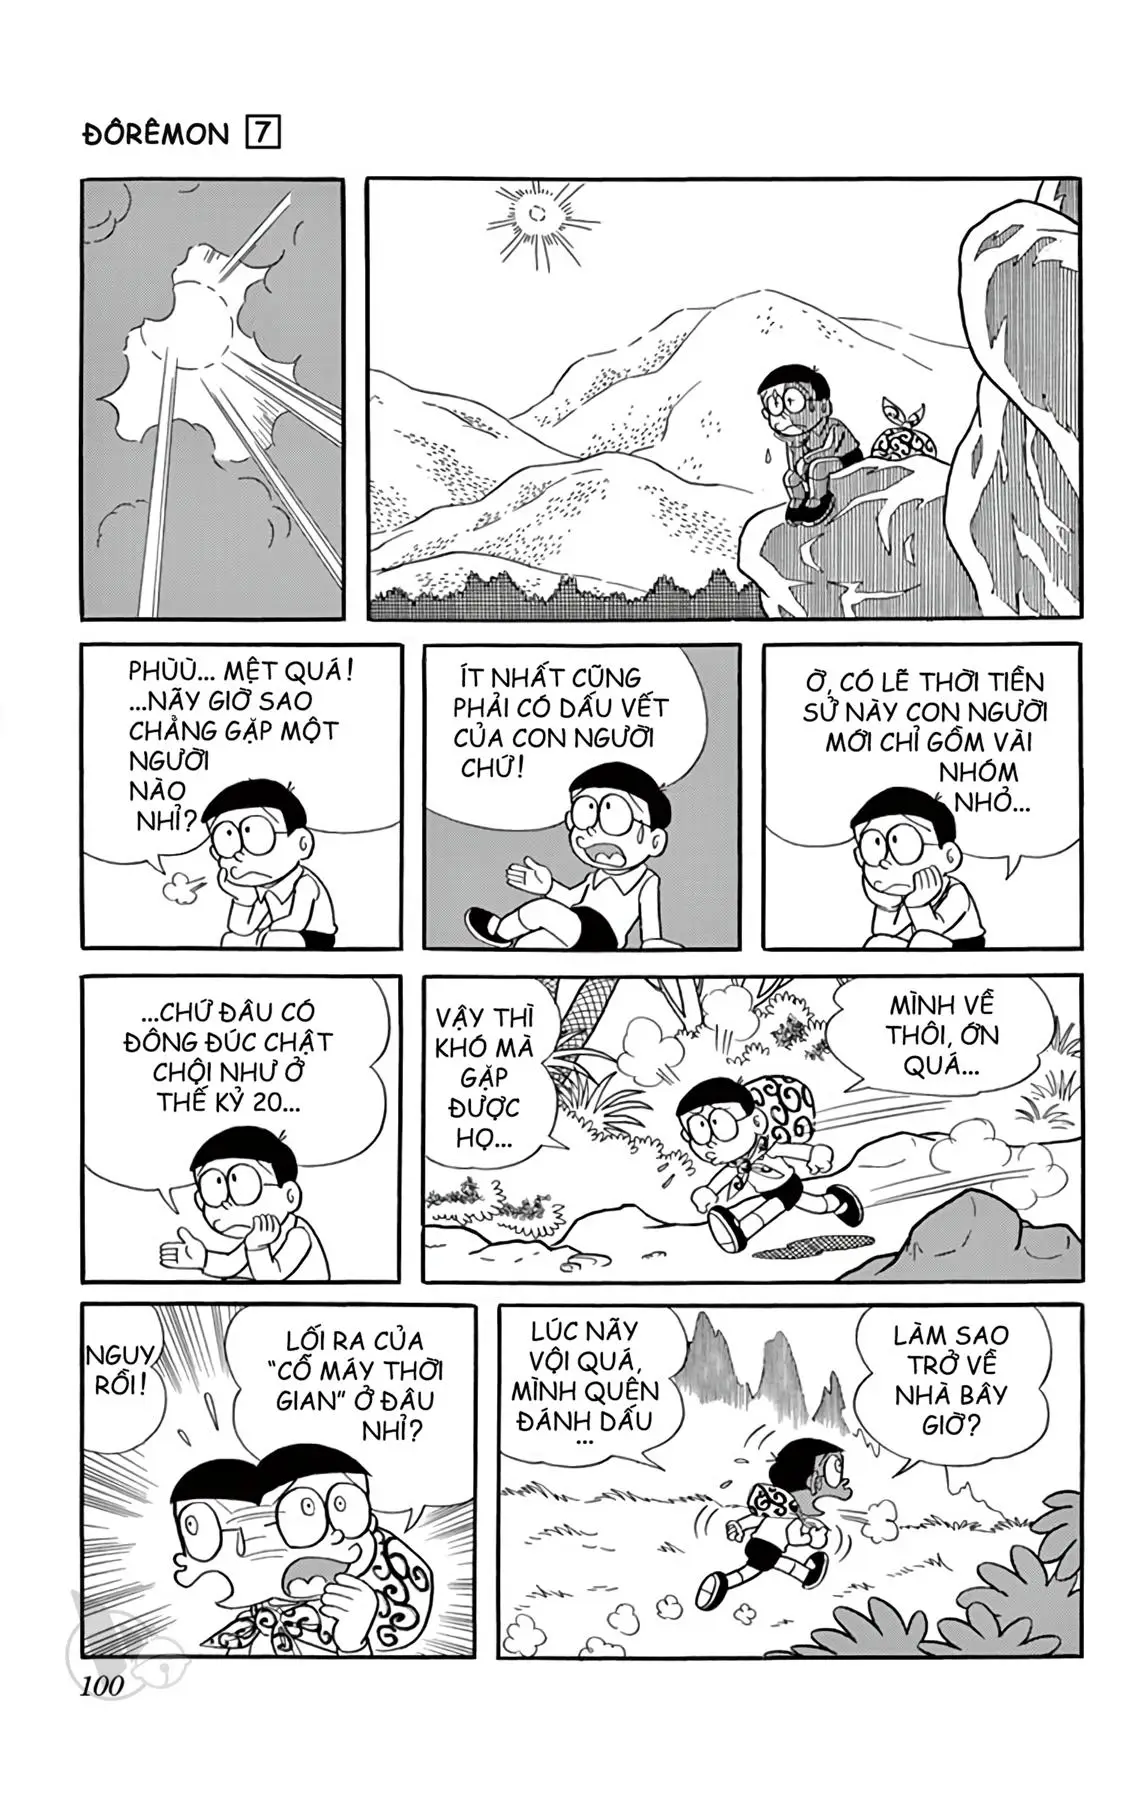 ĐÔRÊMON 7
PHÙÙ... MỆT QUÁ!
...NÃY GIỜ SAO
CHẲNG GẶP MỘT
NGƯỜI
NÀO
NHỈ?
ÍT NHẤT CŨNG
PHẢI CÓ DẤU VẾT
CỦA CON NGƯỜI
CHỨ!
Ờ, CÓ LẼ THỜI TIỀN
SỬ NÀY CON NGƯỜI
MỚI CHỈ GỒM VÀI
NHÓM
NHỎ...
...CHỨ ĐÂU CÓ
ĐÔNG ĐÚC CHẬT
CHỘI NHƯ Ở
THẾ KỶ 20...
VẬY THÌ
KHÓ MÀ
GẶP
ĐƯỢC
HỌ...
MÌNH VỀ
THÔI, ỚN
QUÁ...
NGUY
RỒI!
LỐI RA CỦA
“CỖ MÁY THỜI
GIAN” Ở ĐÂU
NHỈ?
LÚC NÃY
VỘI QUÁ,
MÌNH QUÊN
ĐÁNH DẤU
...
LÀM SAO
TRỞ VỀ
NHÀ BÂY
GIỜ?
100